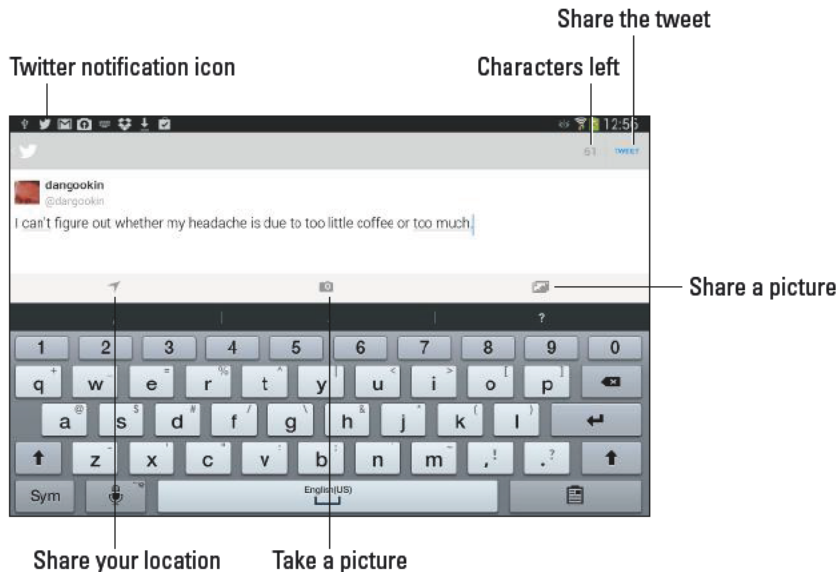 Share the tweet
Twitter notification icon
Characters left
12:55
61 TWEET
dangookin
@dangookin
I can't figure out whether my headache is due to too little coffee or too much.
Share a picture
?
1 2 3 4 5 6 7 8 9 0
+ - = % ^ | < > [ ]
q w e r t y u i o p
@ $ # / \ & * ( )
a s d f g h j k l
- ' " : ; ~ ! ?
z x c v b n m , .
Sym English(US)
Share your location
Take a picture